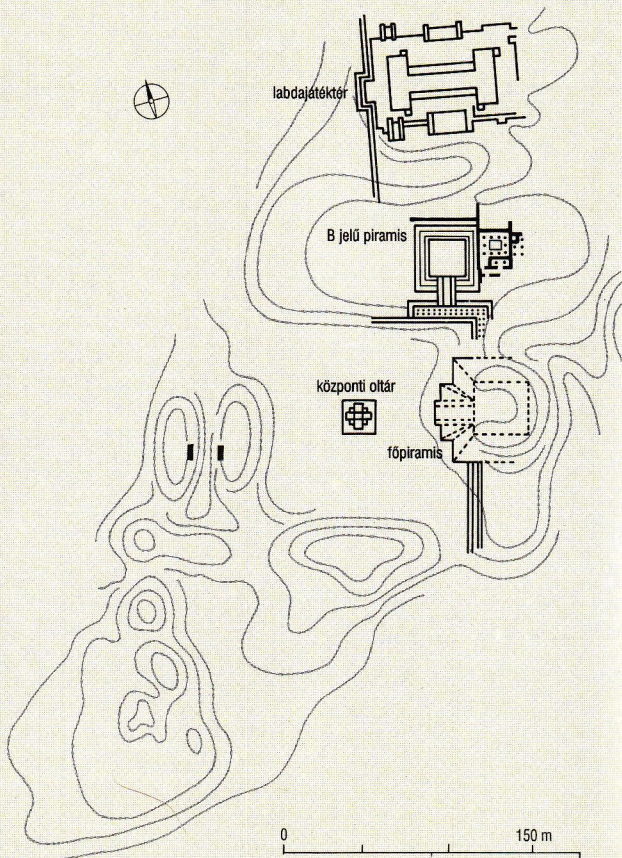 labdajátéktér
B jelű piramis
központi oltár
főpiramis
0 150 m